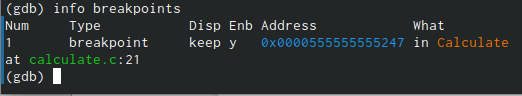 (gdb) info breakpoints
Num     Type           Disp Enb Address            What
1       breakpoint     keep y   0x0000555555555247 in Calculate
at calculate.c:21
(gdb)